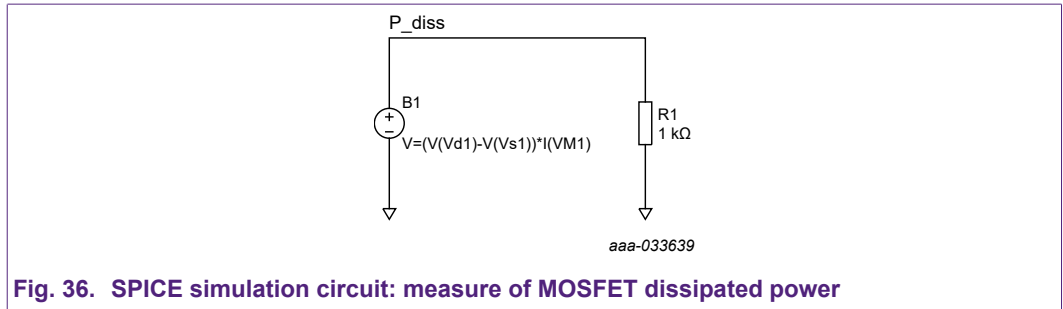 P_diss
B1
+
−
V=(V(Vd1)-V(Vs1))*I(VM1)
R1
1 kΩ
aaa-033639
Fig. 36. SPICE simulation circuit: measure of MOSFET dissipated power